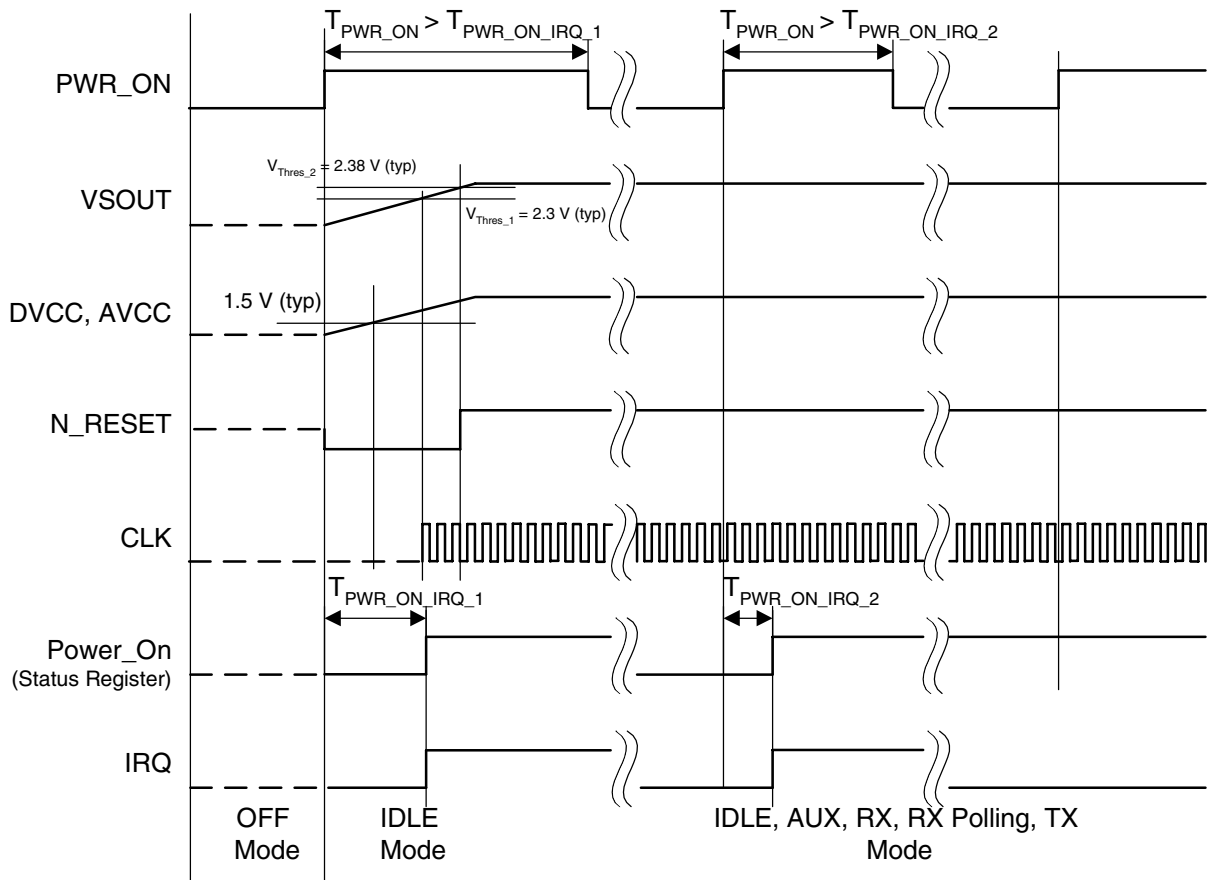 T_PWR_ON > T_PWR_ON_IRQ_1
T_PWR_ON > T_PWR_ON_IRQ_2
PWR_ON
V_Thres_2 = 2.38 V (typ)
VSOUT
V_Thres_1 = 2.3 V (typ)
1.5 V (typ)
DVCC, AVCC
N_RESET
CLK
T_PWR_ON_IRQ_1
T_PWR_ON_IRQ_2
Power_On
(Status Register)
IRQ
OFF
Mode
IDLE
Mode
IDLE, AUX, RX, RX Polling, TX
Mode